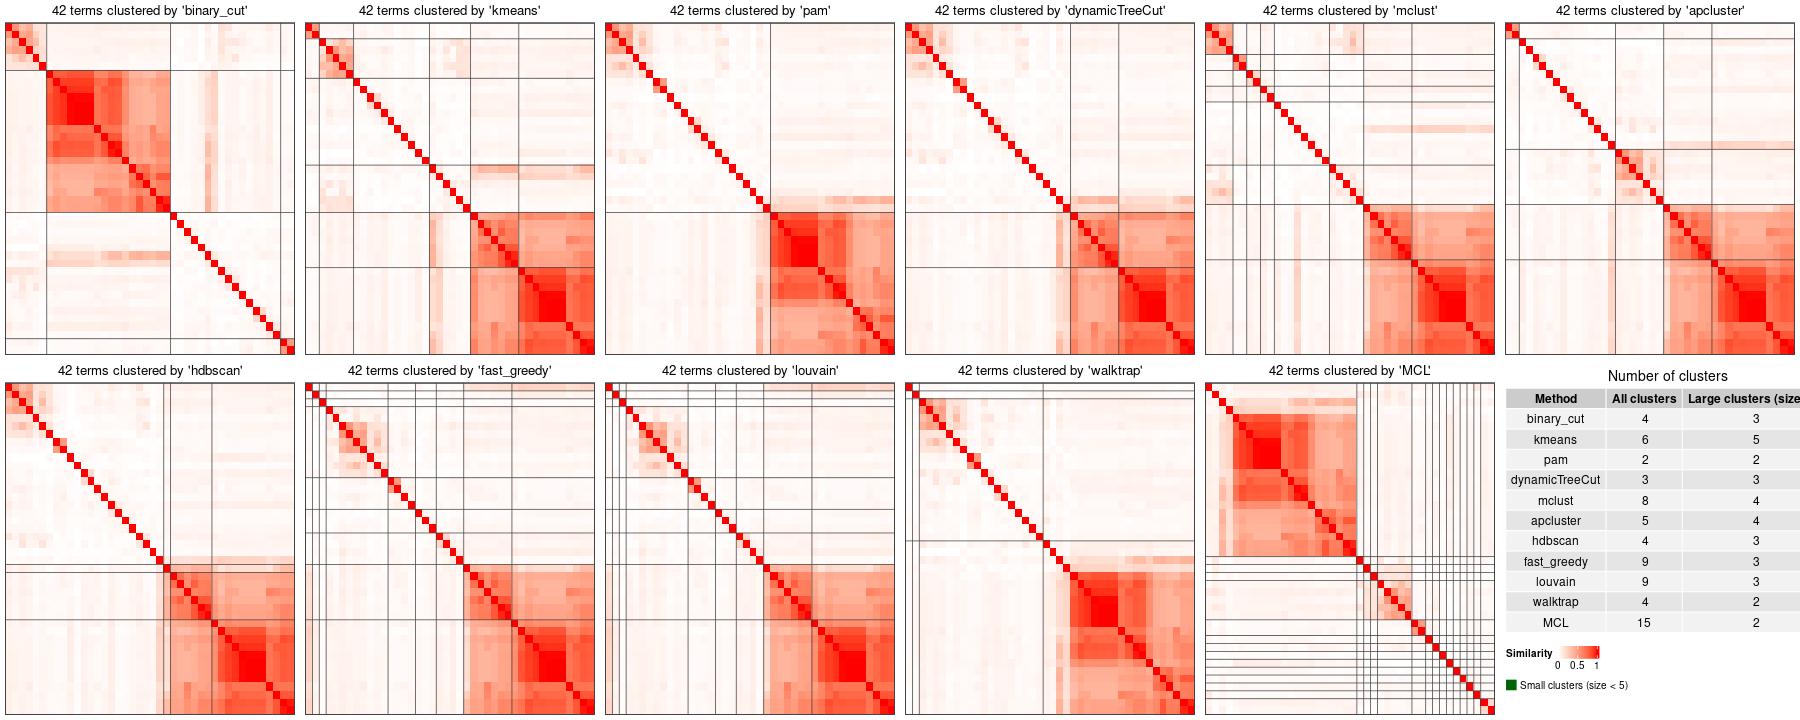 42 terms clustered by 'binary_cut'
42 terms clustered by 'kmeans'
42 terms clustered by 'pam'
42 terms clustered by 'dynamicTreeCut'
42 terms clustered by 'mclust'
42 terms clustered by 'apcluster'
42 terms clustered by 'hdbscan'
42 terms clustered by 'fast_greedy'
42 terms clustered by 'louvain'
42 terms clustered by 'walktrap'
42 terms clustered by 'MCL'
Number of clusters
Method All clusters Large clusters (size
binary_cut 4 3
kmeans 6 5
pam 2 2
dynamicTreeCut 3 3
mclust 8 4
apcluster 5 4
hdbscan 4 3
fast_greedy 9 3
louvain 9 3
walktrap 4 2
MCL 15 2
Similarity
0 0.5 1
Small clusters (size < 5)